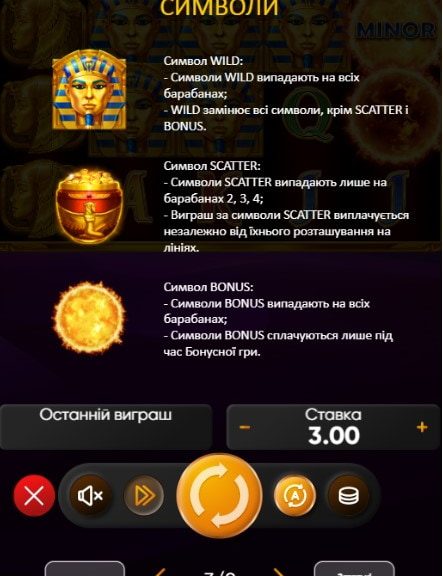 СИМВОЛИ
MINOR
Символ WILD:
- Символи WILD випадають на всіх
барабанах;
- WILD замінює всі символи, крім SCATTER і
BONUS.
Символ SCATTER:
- Символи SCATTER випадають лише на
барабанах 2, 3, 4;
- Виграш за символи SCATTER виплачується
незалежно від їхнього розташування на
лініях.
Символ BONUS:
- Символи BONUS випадають на всіх
барабанах;
- Символи BONUS сплачуються лише під
час Бонусної гри.
Останній виграш
Ставка
- 3.00 +
A